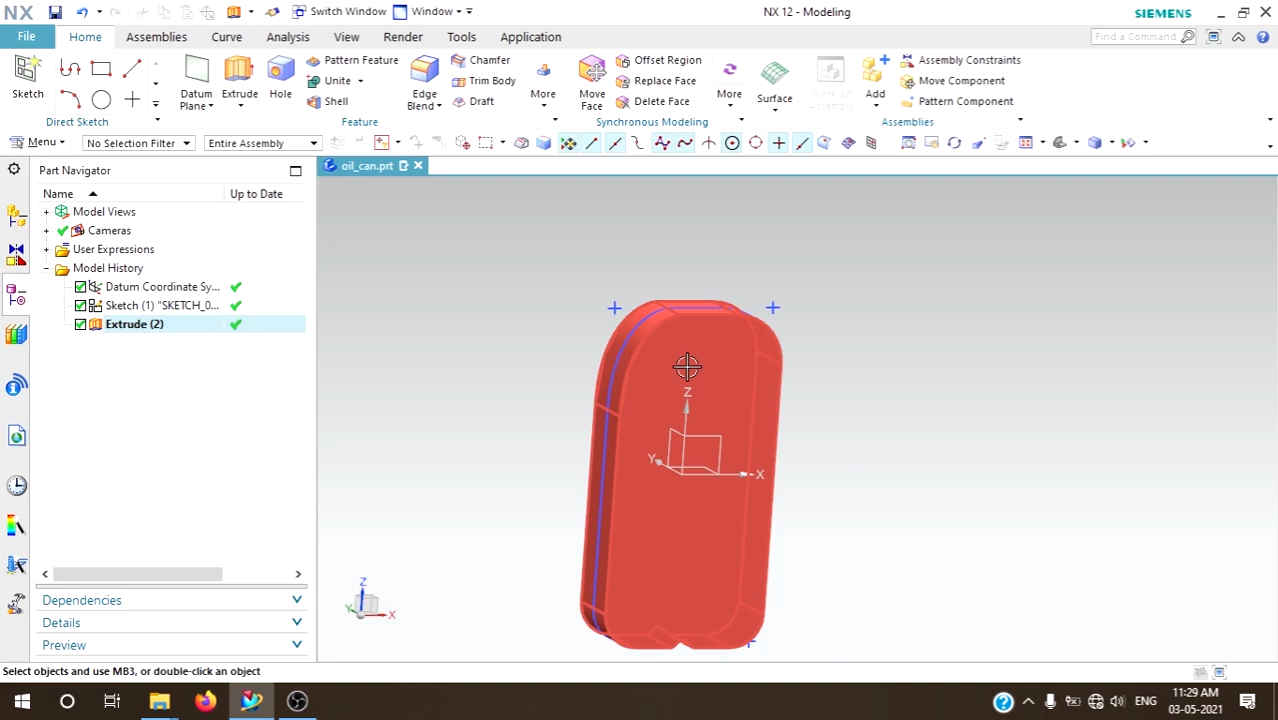 NX
Switch Window
Window
NX 12 - Modeling
SIEMENS
File
Home
Assemblies
Curve
Analysis
View
Render
Tools
Application
Find a Command
Sketch
Direct Sketch
Datum Plane
Extrude
Hole
Pattern Feature
Unite
Shell
Edge Blend
Chamfer
Trim Body
Draft
More
Feature
Move Face
Offset Region
Replace Face
Delete Face
More
Synchronous Modeling
Surface
Work on Assembly
Add
Assembly Constraints
Move Component
Pattern Component
Assemblies
Menu
No Selection Filter
Entire Assembly
Part Navigator
oil_can.prt
Name
Up to Date
Model Views
Cameras
User Expressions
Model History
Datum Coordinate Sy...
Sketch (1) "SKETCH_0...
Extrude (2)
Z
Y
X
Z
Y
X
Dependencies
Details
Preview
Select objects and use MB3, or double-click an object
ENG
11:29 AM
03-05-2021